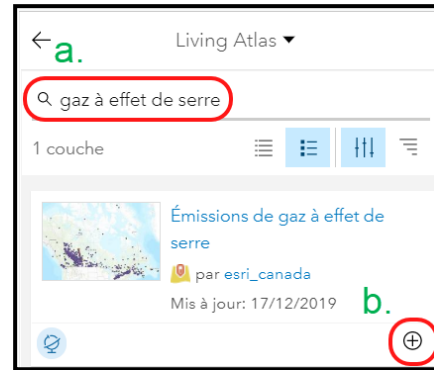 a.
Living Atlas
gaz à effet de serre
1 couche
Émissions de gaz à effet de
serre
par esri_canada
Mis à jour: 17/12/2019
b.